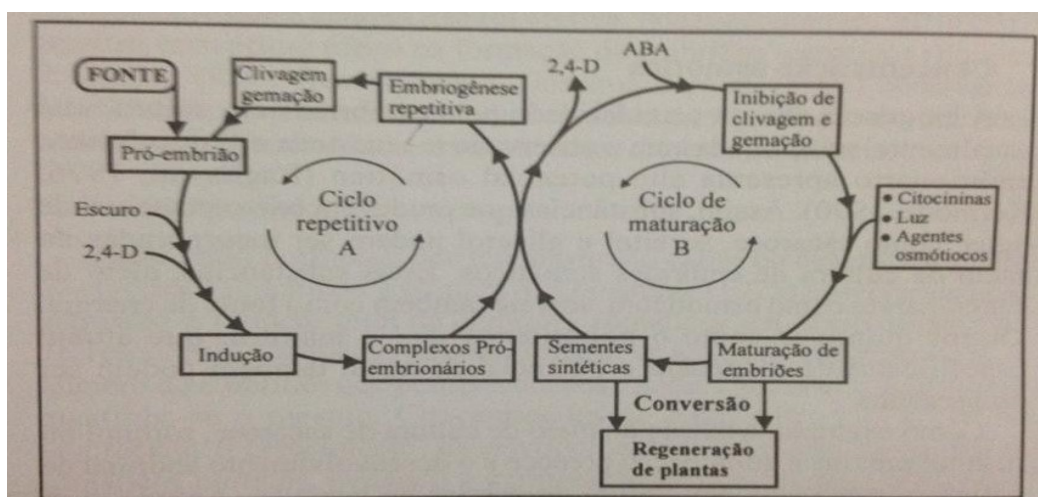 FONTE
Clivagem
gemação
Embriogênese
repetitiva
2,4-D
ABA
Inibição de
clivagem e
gemação
Pró-embrião
Escuro
2,4-D
Ciclo
repetitivo
A
Ciclo de
maturação
B
• Citocininas
• Luz
• Agentes
osmótiocos
Indução
Complexos Pró-
embrionários
Sementes
sintéticas
Maturação de
embriões
Conversão
Regeneração
de plantas